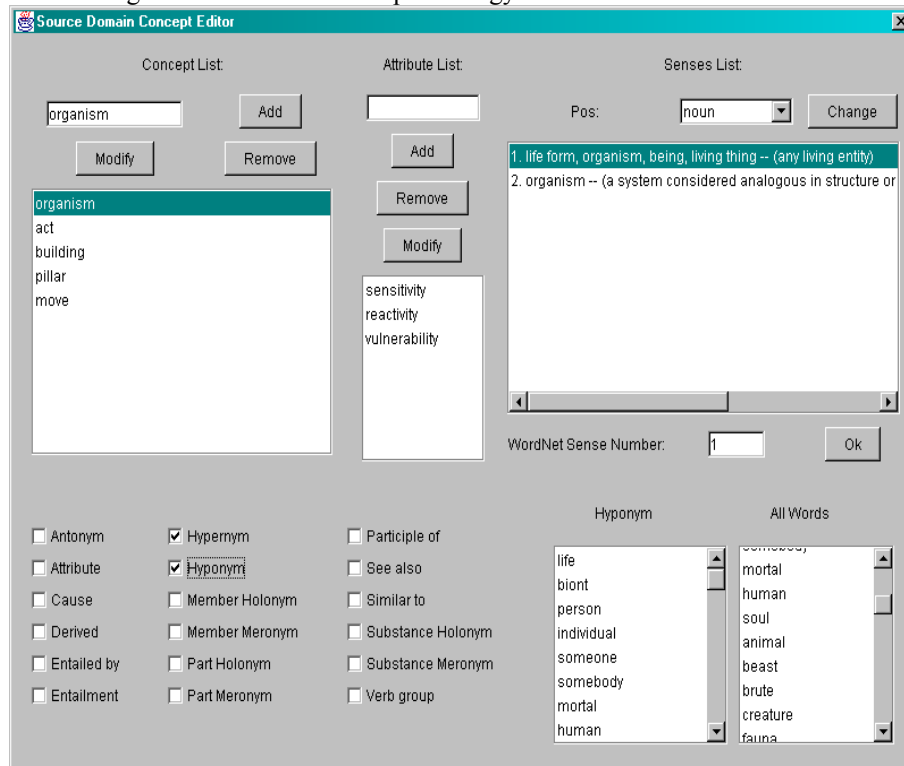 Source Domain Concept Editor
Concept List:
organism
Add
Modify
Remove
organism
act
building
pillar
move
Attribute List:
Add
Remove
Modify
sensitivity
reactivity
vulnerability
Senses List:
Pos:
noun
Change
1. life form, organism, being, living thing -- (any living entity)
2. organism -- (a system considered analogous in structure or
WordNet Sense Number:
1
Ok
Antonym
Attribute
Cause
Derived
Entailed by
Entailment
Hypernym
Hyponym
Member Holonym
Member Meronym
Part Holonym
Part Meronym
Participle of
See also
Similar to
Substance Holonym
Substance Meronym
Verb group
Hyponym
life
biont
person
individual
someone
somebody
mortal
human
All Words
somebody
mortal
human
soul
animal
beast
brute
creature
fauna